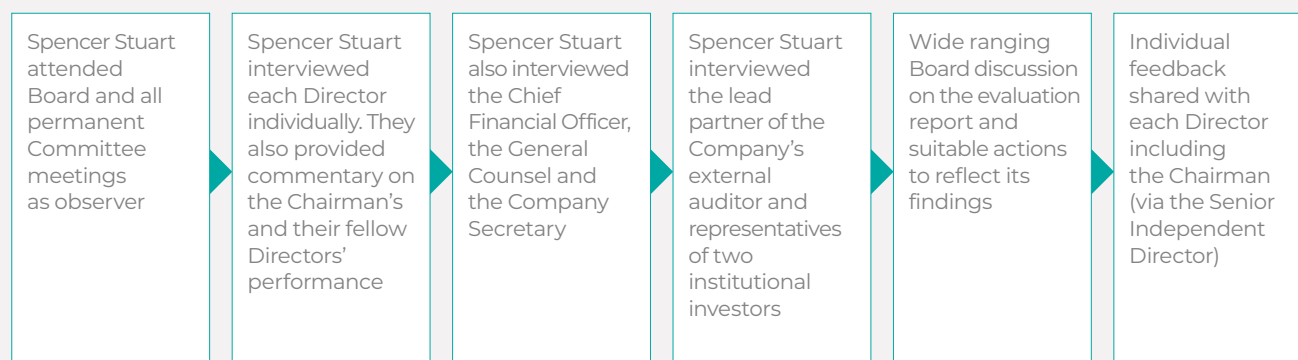 Spencer Stuart
attended
Board and all
permanent
Committee
meetings
as observer
Spencer Stuart
interviewed
each Director
individually. They
also provided
commentary on
the Chairman’s
and their fellow
Directors’
performance
Spencer Stuart
also interviewed
the Chief
Financial Officer,
the General
Counsel and
the Company
Secretary
Spencer Stuart
interviewed
the lead
partner of the
Company’s
external
auditor and
representatives
of two
institutional
investors
Wide ranging
Board discussion
on the evaluation
report and
suitable actions
to reflect its
findings
Individual
feedback
shared with
each Director
including
the Chairman
(via the Senior
Independent
Director)